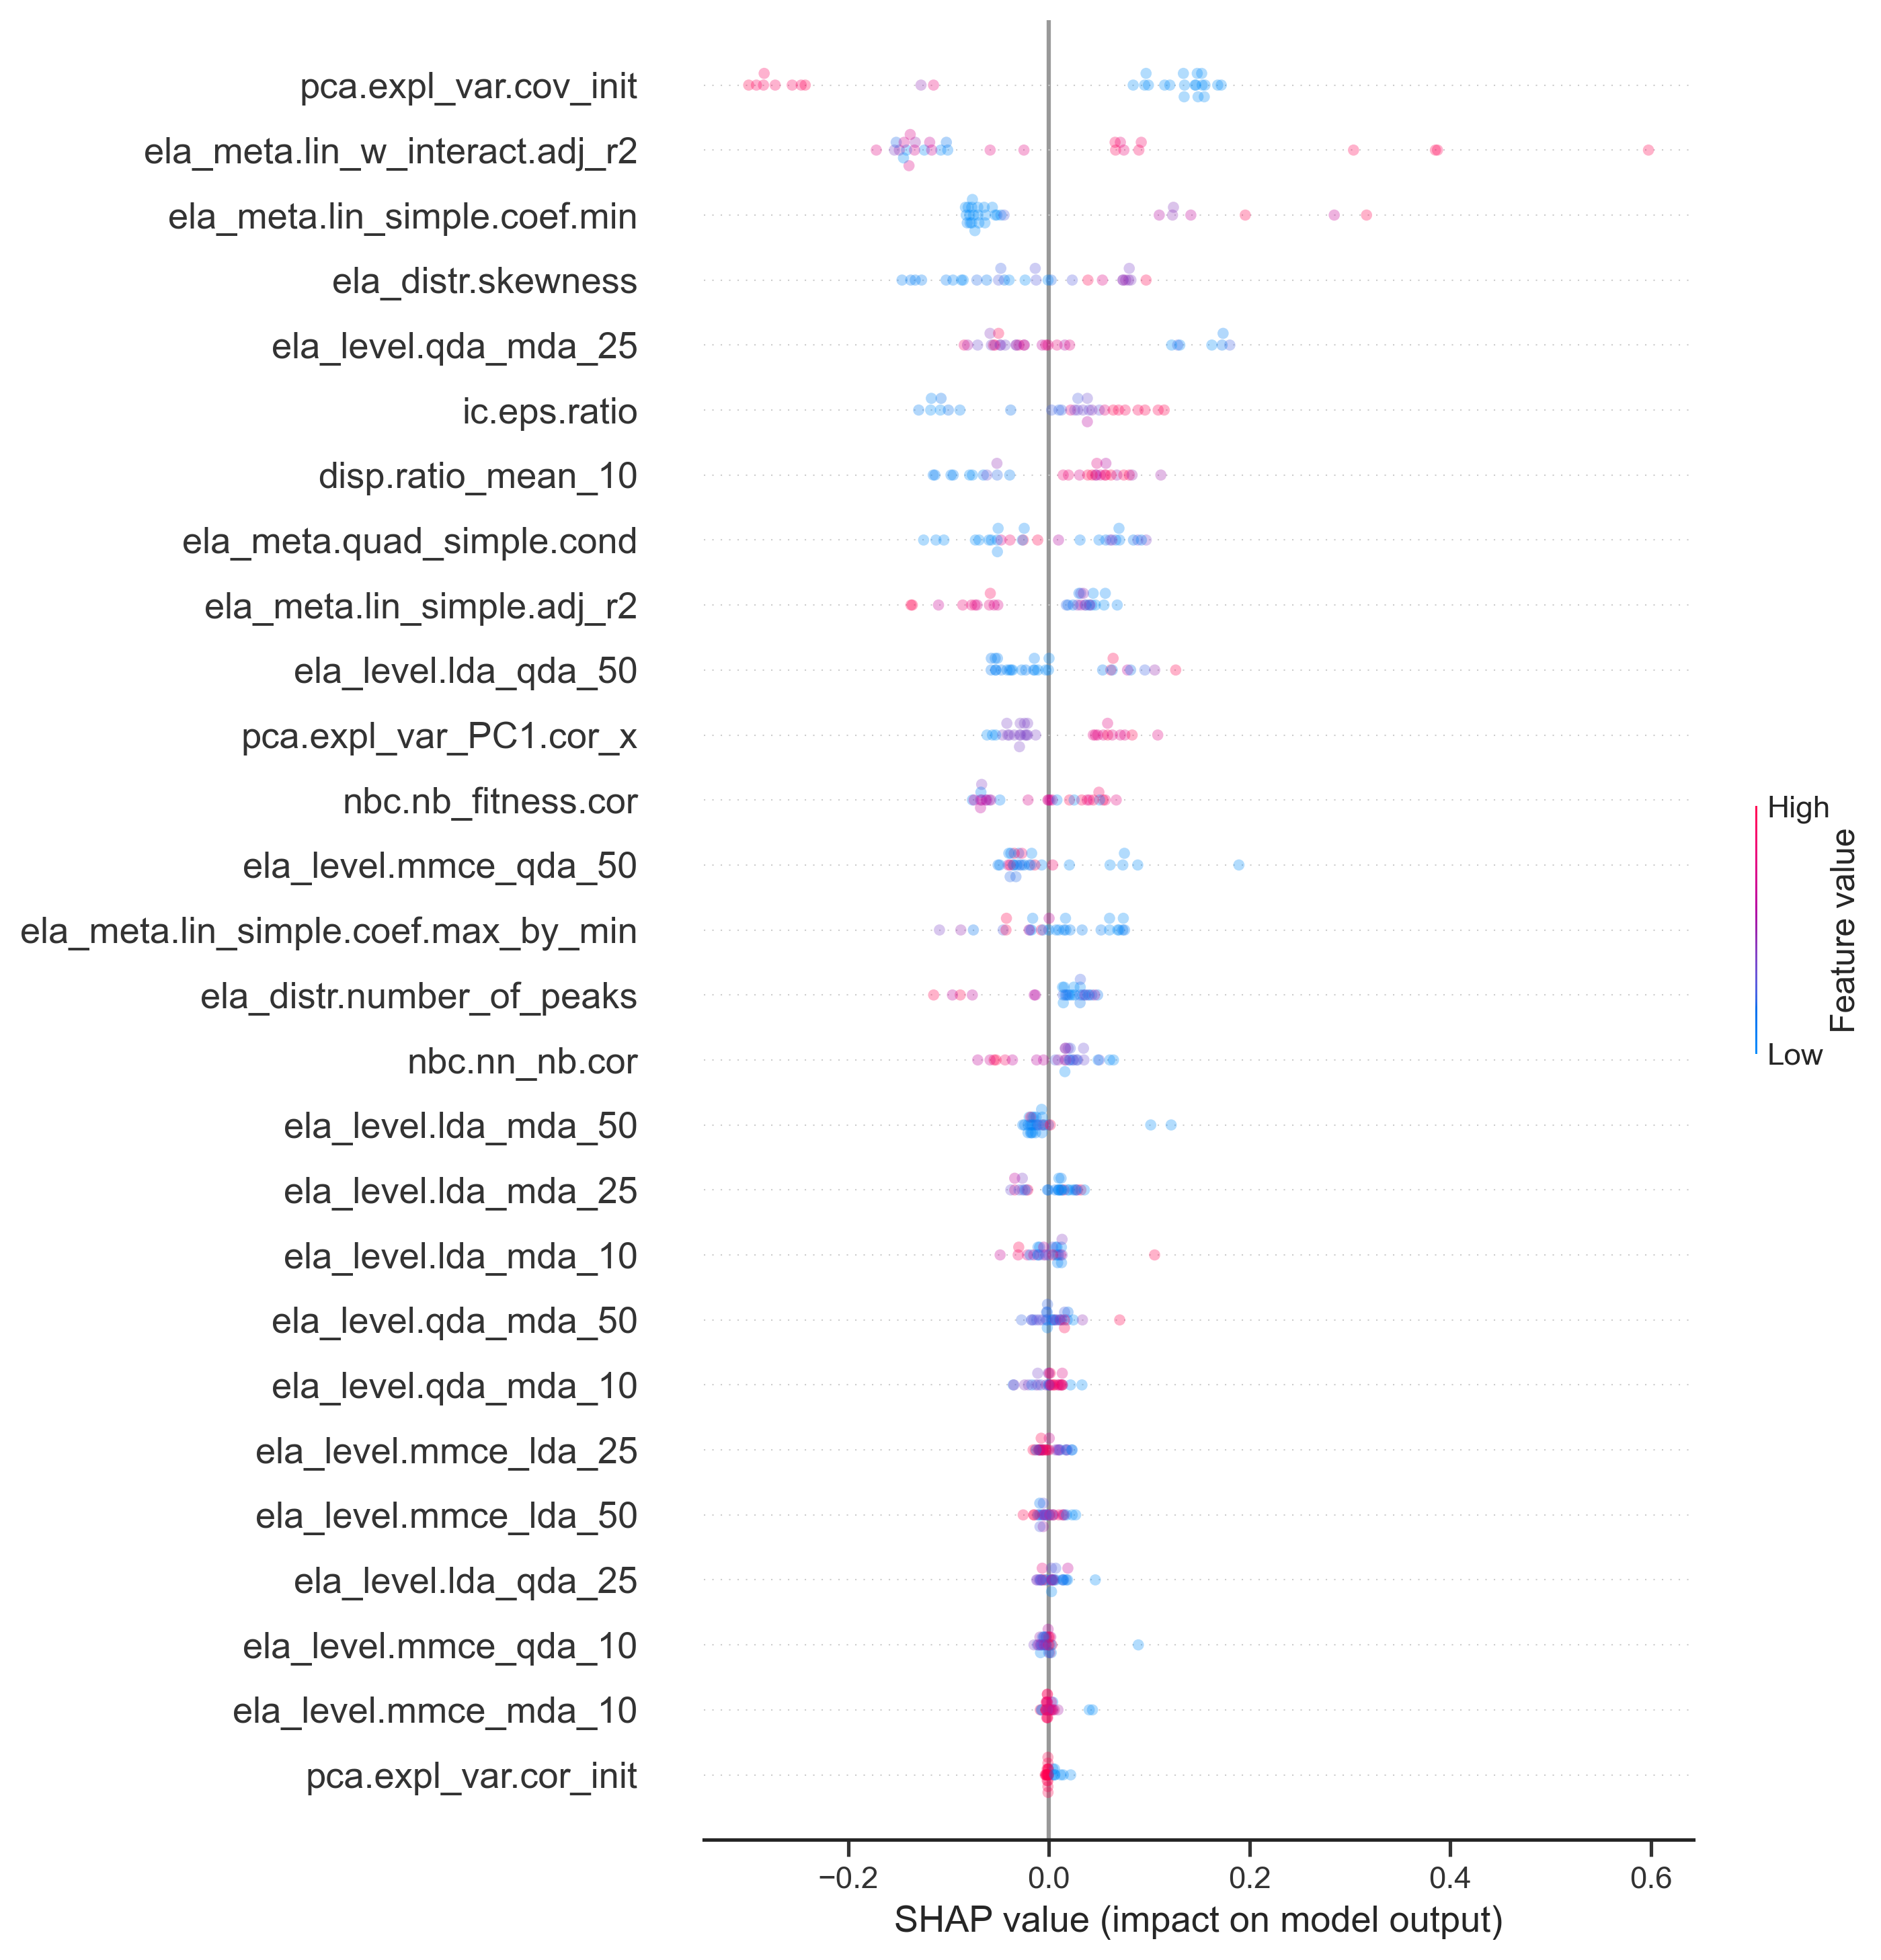 pca.expl_var.cov_init
ela_meta.lin_w_interact.adj_r2
ela_meta.lin_simple.coef.min
ela_distr.skewness
ela_level.qda_mda_25
ic.eps.ratio
disp.ratio_mean_10
ela_meta.quad_simple.cond
ela_meta.lin_simple.adj_r2
ela_level.lda_qda_50
pca.expl_var_PC1.cor_x
nbc.nb_fitness.cor
ela_level.mmce_qda_50
ela_meta.lin_simple.coef.max_by_min
ela_distr.number_of_peaks
nbc.nn_nb.cor
ela_level.lda_mda_50
ela_level.lda_mda_25
ela_level.lda_mda_10
ela_level.qda_mda_50
ela_level.qda_mda_10
ela_level.mmce_lda_25
ela_level.mmce_lda_50
ela_level.lda_qda_25
ela_level.mmce_qda_10
ela_level.mmce_mda_10
pca.expl_var.cor_init
−0.2 0.0 0.2 0.4 0.6
SHAP value (impact on model output)
High
Feature value
Low